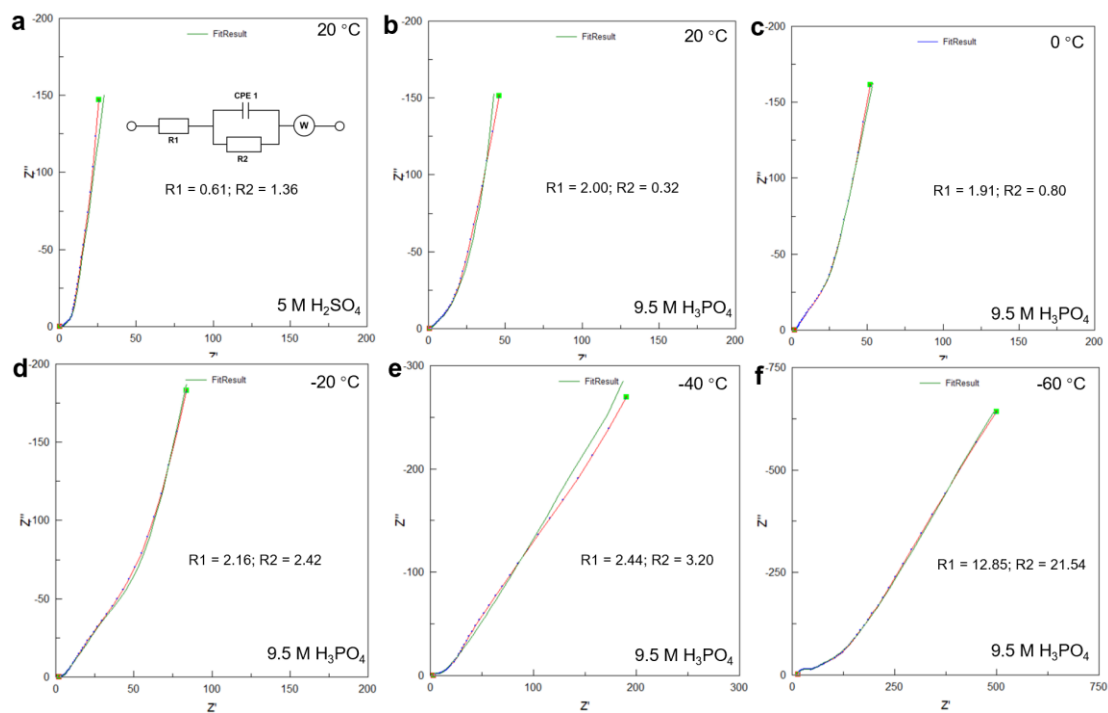 a
20 °C
FitResult
CPE 1
R1
R2
W
R1 = 0.61; R2 = 1.36
5 M H₂SO₄
Z''
-200
-150
-100
-50
0
0
50
100
150
200
Z'
b
20 °C
FitResult
R1 = 2.00; R2 = 0.32
9.5 M H₃PO₄
Z''
-200
-150
-100
-50
0
0
50
100
150
200
Z'
c
0 °C
FitResult
R1 = 1.91; R2 = 0.80
9.5 M H₃PO₄
Z''
-200
-150
-100
-50
0
0
50
100
150
200
Z'
d
-20 °C
FitResult
R1 = 2.16; R2 = 2.42
9.5 M H₃PO₄
Z''
-200
-150
-100
-50
0
0
50
100
150
200
Z'
e
-40 °C
FitResult
R1 = 2.44; R2 = 3.20
9.5 M H₃PO₄
Z''
-300
-200
-100
0
0
100
200
300
Z'
f
-60 °C
FitResult
R1 = 12.85; R2 = 21.54
9.5 M H₃PO₄
Z''
-750
-500
-250
0
0
250
500
750
Z'